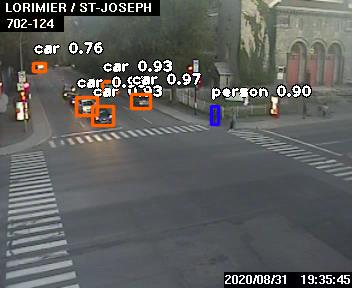 LORIMIER / ST-JOSEPH
702-124
car 0.76
car 0.93
car 0.97
car 0.93
person 0.90
2020/08/31 19:35:45